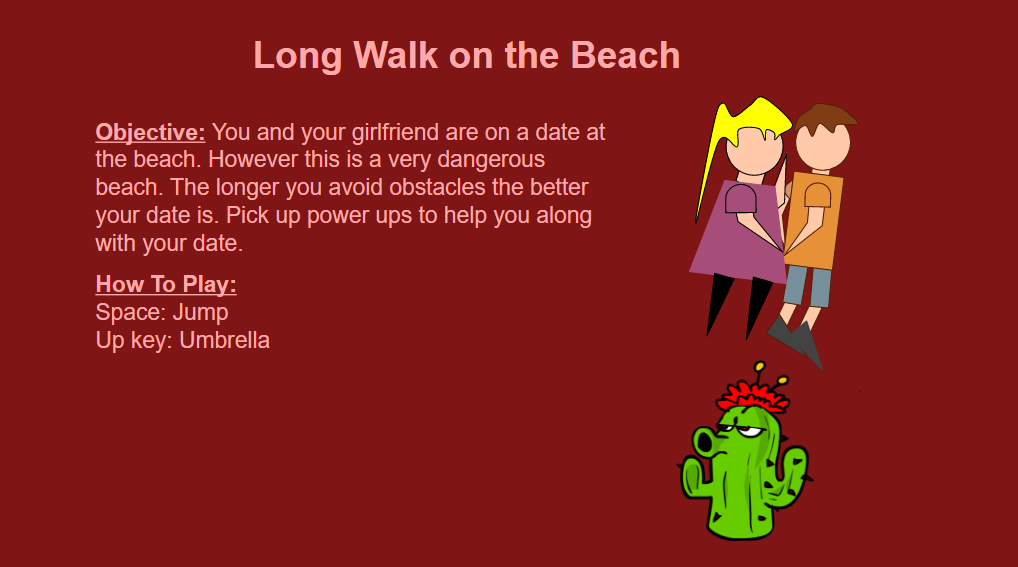 Long Walk on the Beach
Objective: You and your girlfriend are on a date at
the beach. However this is a very dangerous
beach. The longer you avoid obstacles the better
your date is. Pick up power ups to help you along
with your date.
How To Play:
Space: Jump
Up key: Umbrella